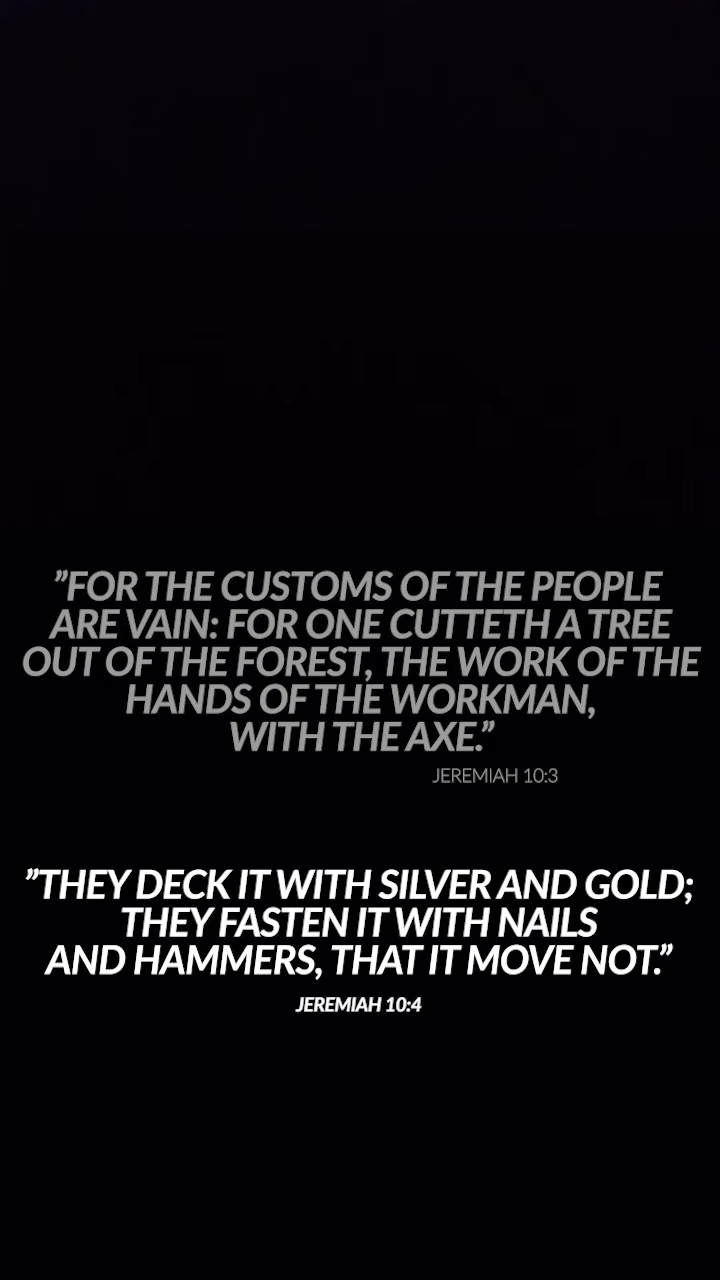 ”FOR THE CUSTOMS OF THE PEOPLE
ARE VAIN: FOR ONE CUTTETH A TREE
OUT OF THE FOREST, THE WORK OF THE
HANDS OF THE WORKMAN,
WITH THE AXE.”
JEREMIAH 10:3
”THEY DECK IT WITH SILVER AND GOLD;
THEY FASTEN IT WITH NAILS
AND HAMMERS, THAT IT MOVE NOT.”
JEREMIAH 10:4